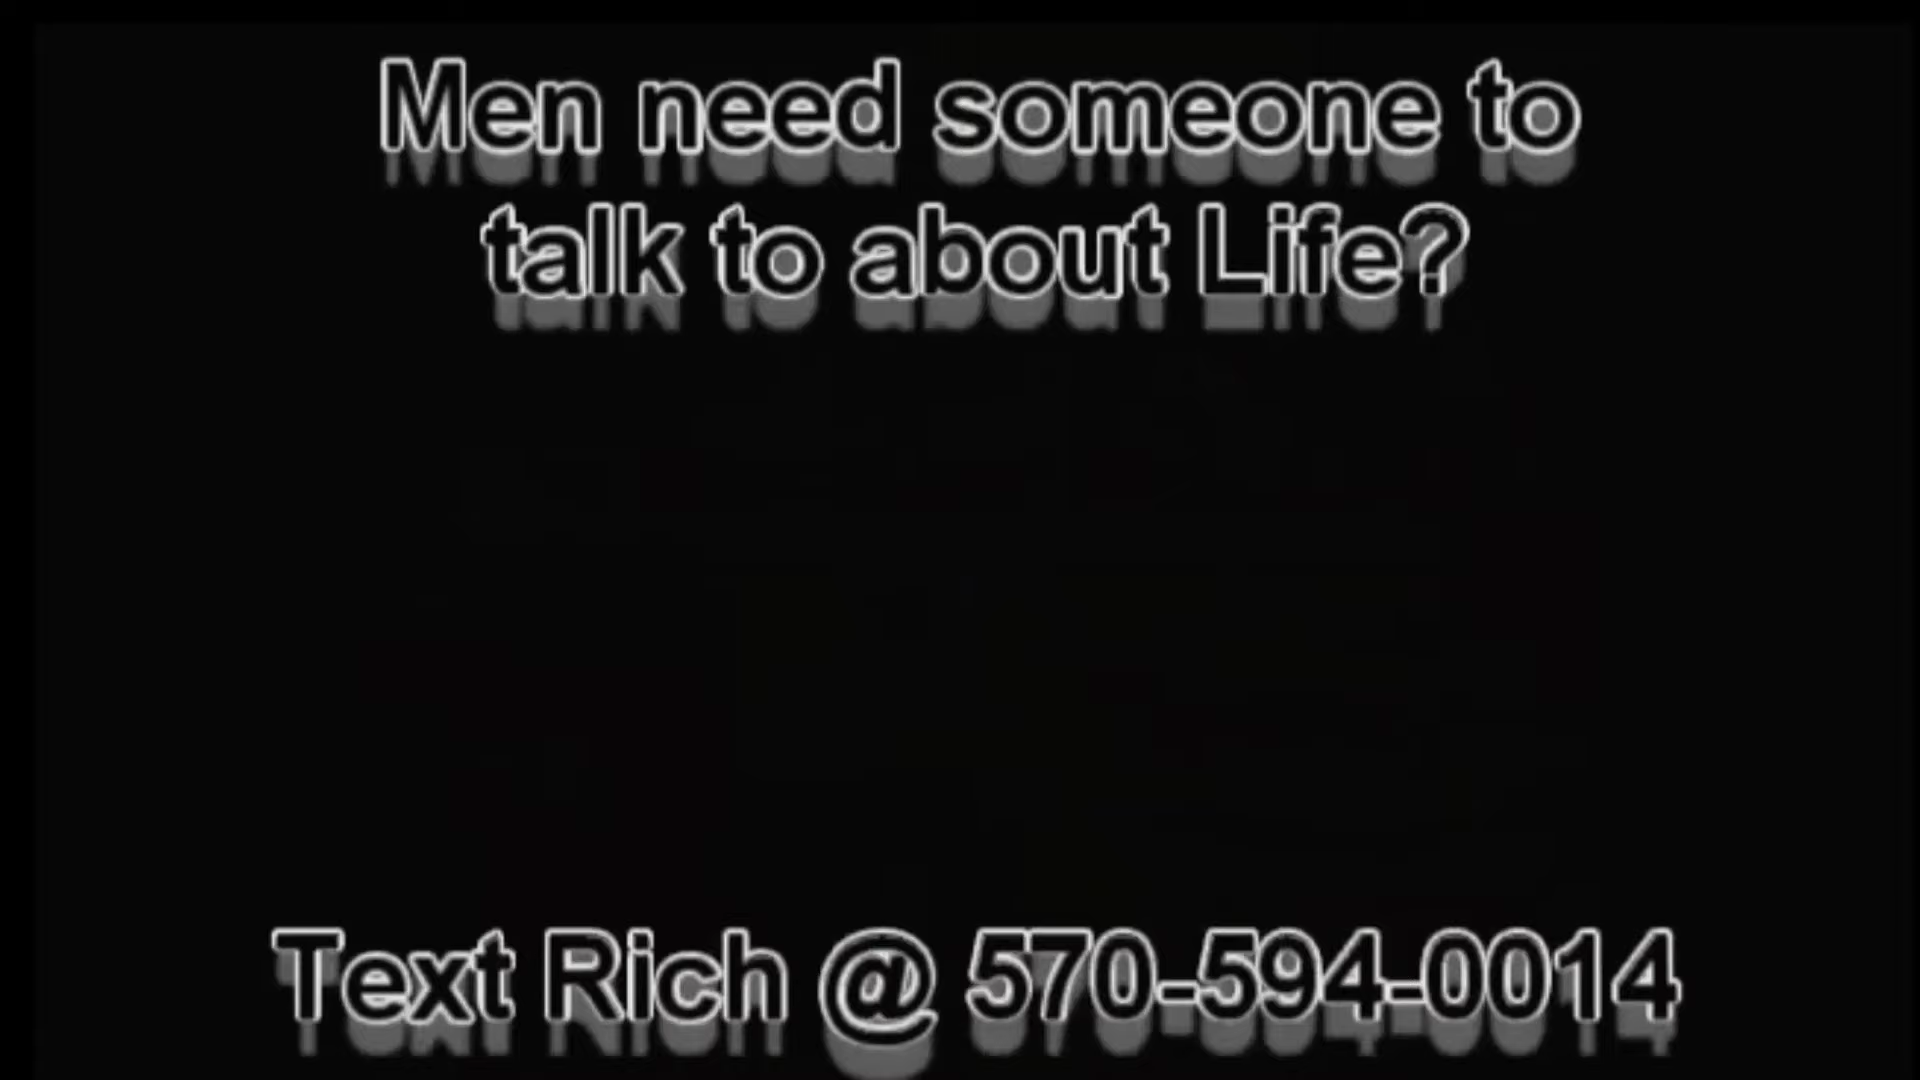 Men need someone to
talk to about Life?
Text Rich @ 570-594-0014